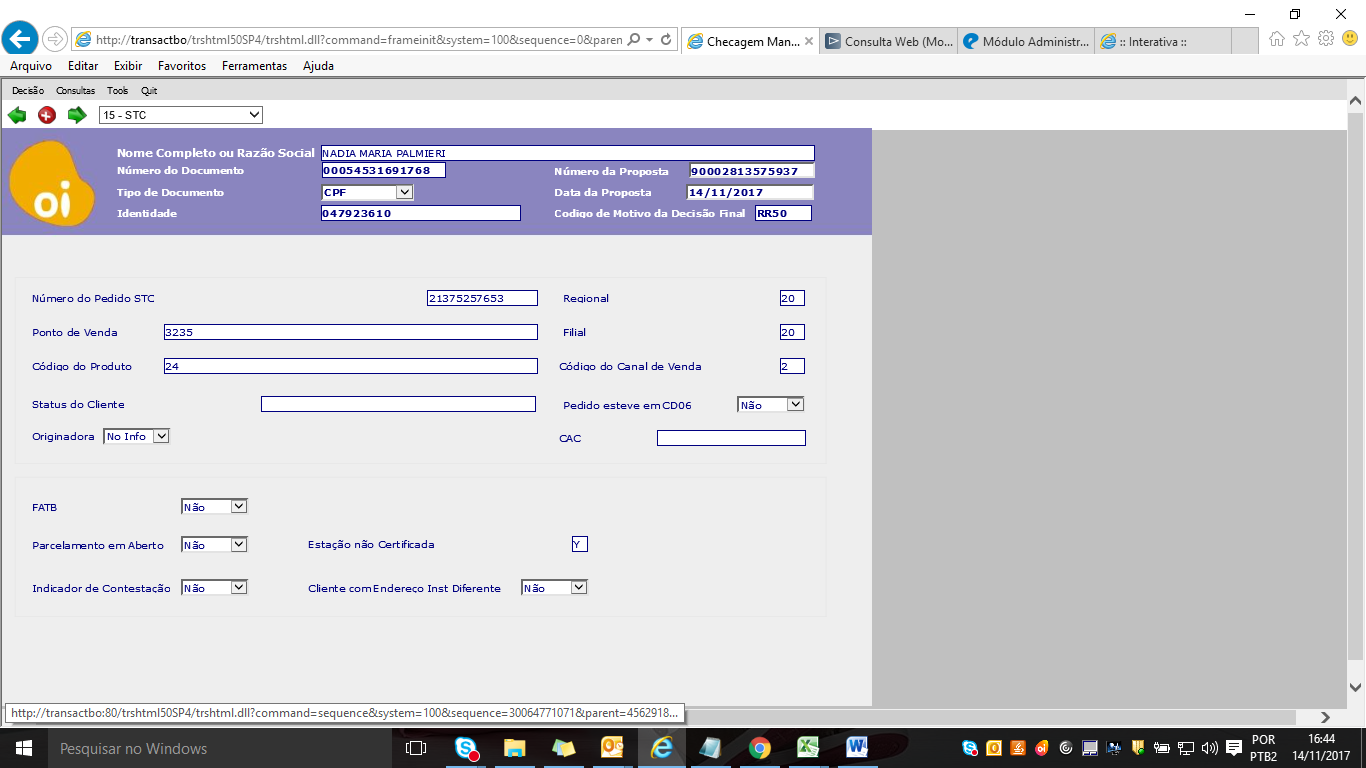 http://transactbo/trshtml50SP4/trshtml.dll?command=frameinit&system=100&sequence=0&paren
Checagem Man...
Consulta Web (Mo...
Módulo Administr...
:: Interativa ::
Arquivo Editar Exibir Favoritos Ferramentas Ajuda
Decisão Consultas Tools Quit
15 - STC
oi
Nome Completo ou Razão Social NADIA MARIA PALMIERI
Número do Documento 00054531691768 Número da Proposta 90002813575937
Tipo de Documento CPF Data da Proposta 14/11/2017
Identidade 047923610 Codigo de Motivo da Decisão Final RR50
Número do Pedido STC 21375257653 Regional 20
Ponto de Venda 3235 Filial 20
Código do Produto 24 Código do Canal de Venda 2
Status do Cliente Pedido esteve em CD06 Não
Originadora No Info CAC
FATB Não
Parcelamento em Aberto Não Estação não Certificada Y
Indicador de Contestação Não Cliente com Endereço Inst Diferente Não
http://transactbo:80/trshtml50SP4/trshtml.dll?command=sequence&system=100&sequence=30064771071&parent=4562918...
Pesquisar no Windows
POR 16:44
PTB2 14/11/2017